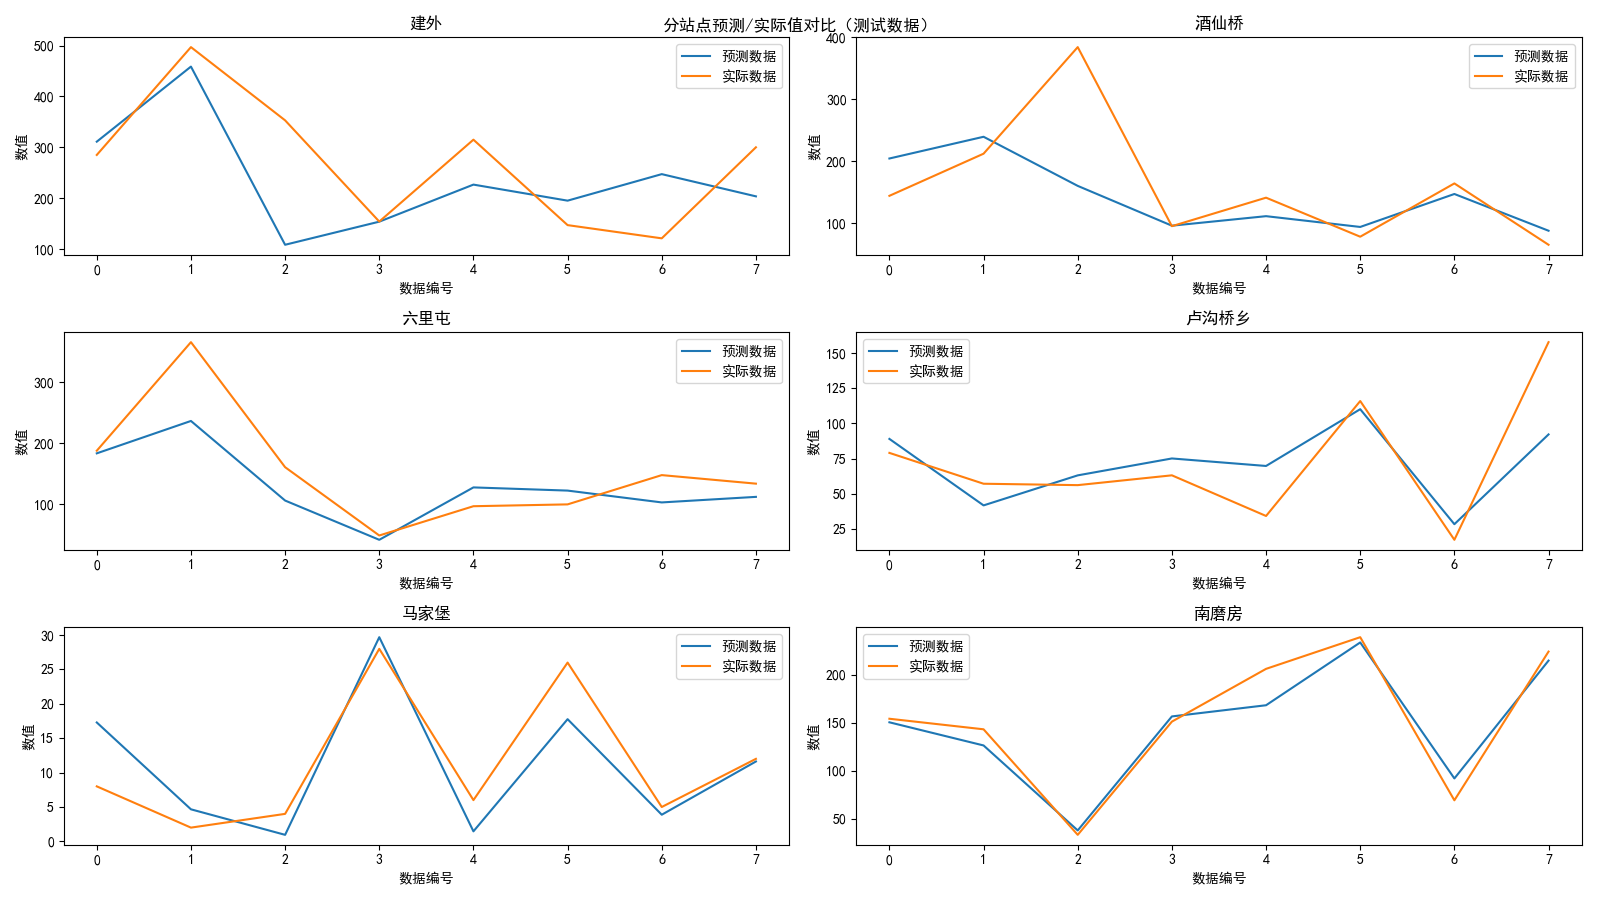 分站点预测/实际值对比（测试数据）
建外
500
400
300
200
100
数值
0 1 2 3 4 5 6 7
数据编号
预测数据
实际数据
酒仙桥
400
300
200
100
数值
0 1 2 3 4 5 6 7
数据编号
预测数据
实际数据
六里屯
300
200
100
数值
0 1 2 3 4 5 6 7
数据编号
预测数据
实际数据
卢沟桥乡
150
125
100
75
50
25
数值
0 1 2 3 4 5 6 7
数据编号
预测数据
实际数据
马家堡
30
25
20
15
10
5
0
数值
0 1 2 3 4 5 6 7
数据编号
预测数据
实际数据
南磨房
200
150
100
50
数值
0 1 2 3 4 5 6 7
数据编号
预测数据
实际数据